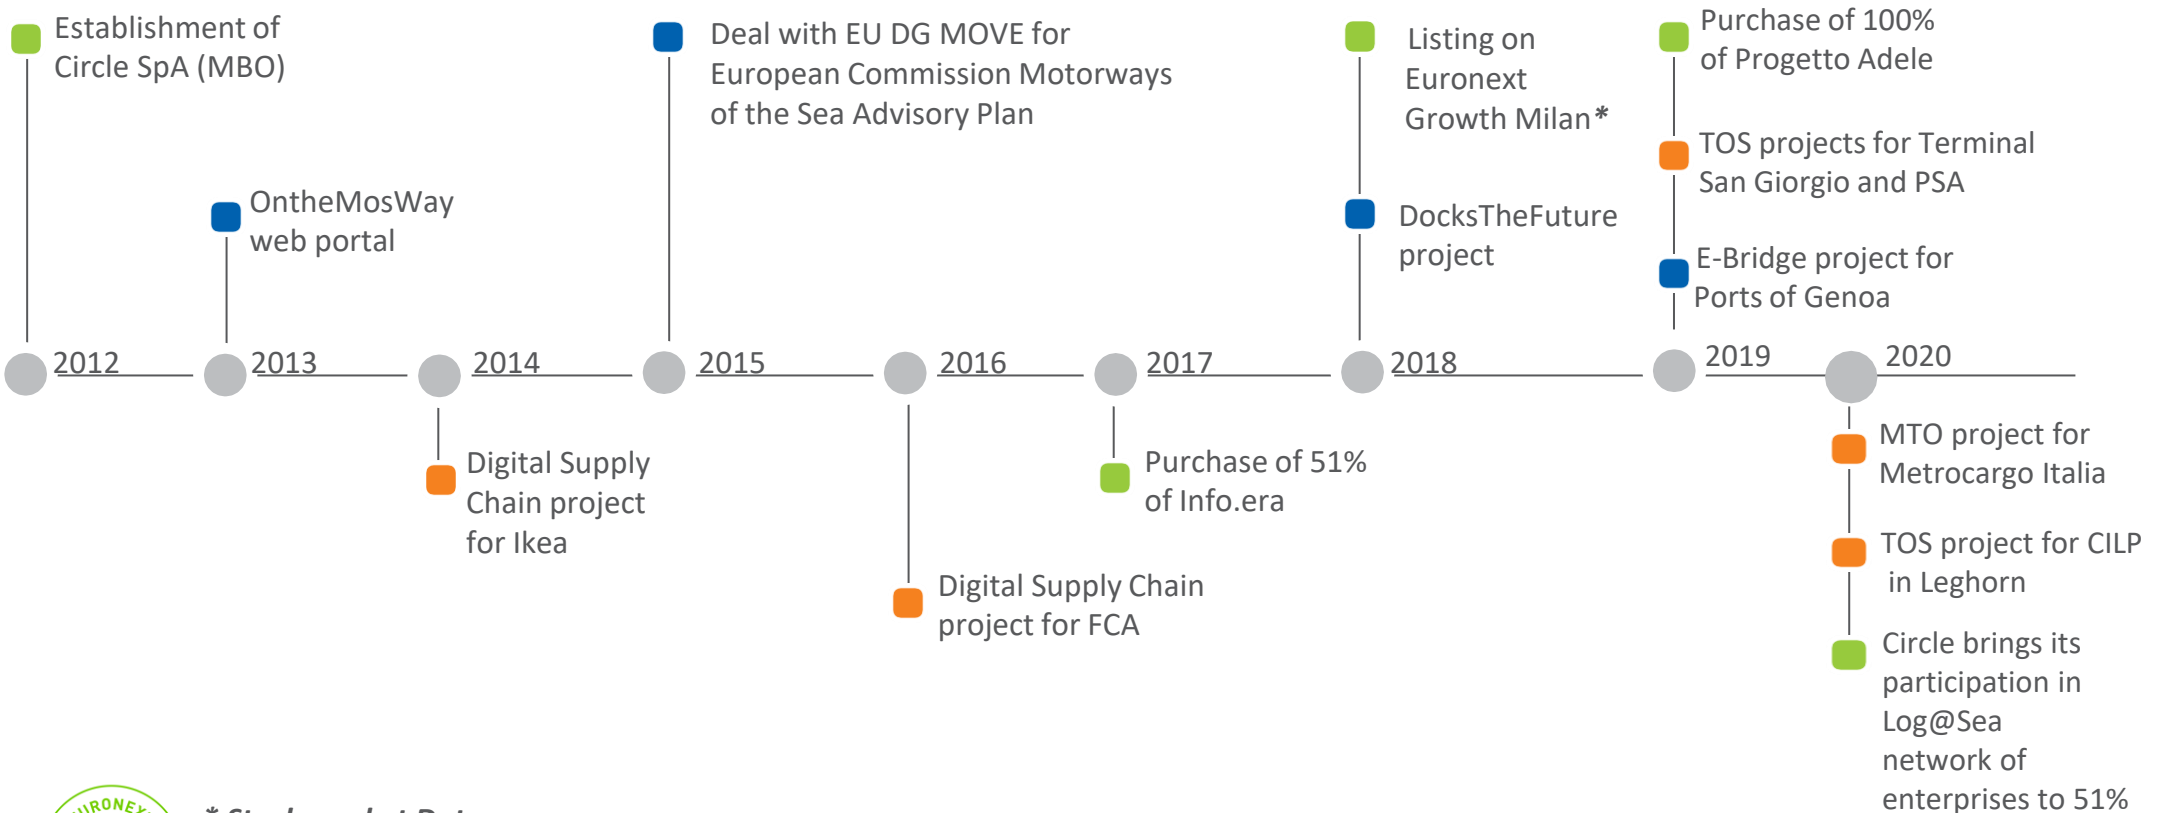 Establishment of
Circle SpA (MBO)
Deal with EU DG MOVE for
European Commission Motorways
of the Sea Advisory Plan
Listing on
Euronext
Growth Milan*
Purchase of 100%
of Progetto Adele
TOS projects for Terminal
San Giorgio and PSA
OntheMosWay
web portal
DocksTheFuture
project
E-Bridge project for
Ports of Genoa
2012
2013
2014
2015
2016
2017
2018
2019
2020
Digital Supply
Chain project
for Ikea
Digital Supply Chain
project for FCA
Purchase of 51%
of Info.era
MTO project for
Metrocargo Italia
TOS project for CILP
in Leghorn
Circle brings its
participation in
Log@Sea
network of
enterprises to 51%